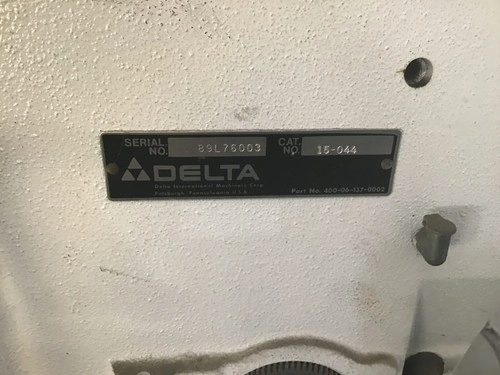 SERIAL NO. 89L76003 CAT. NO. 15-044
DELTA
Delta International Machinery Corp.
Pittsburgh, Pennsylvania U.S.A.
Part No. 400-06-137-0003